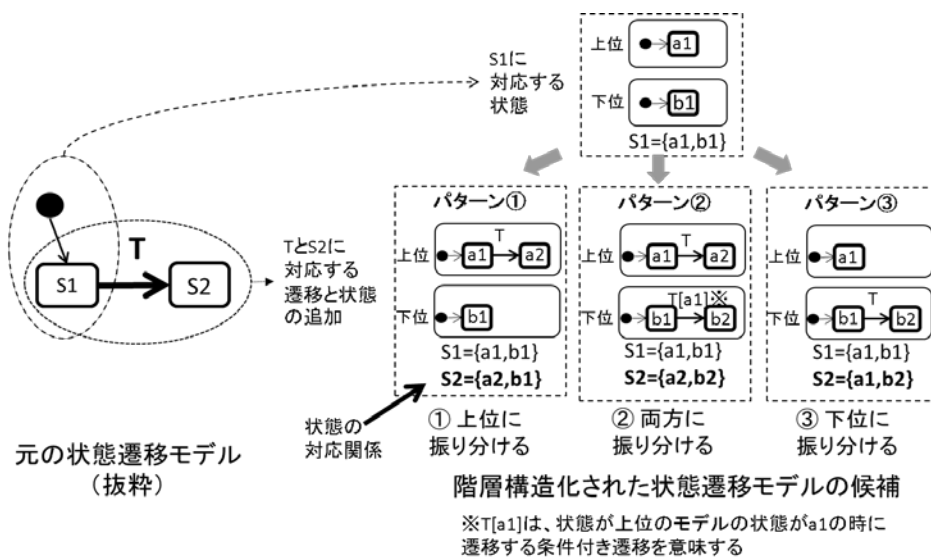 上位
a1
下位
b1
S1={a1,b1}
S1に
対応する
状態
T
S1
S2
TとS2に
対応する
遷移と状態
の追加
パターン①
上位
T
a1
a2
下位
b1
S1={a1,b1}
S2={a2,b1}
パターン②
上位
T
a1
a2
下位
T[a1]※
b1
b2
S1={a1,b1}
S2={a2,b2}
パターン③
上位
a1
下位
T
b1
b2
S1={a1,b1}
S2={a1,b2}
状態の
対応関係
① 上位に
振り分ける
② 両方に
振り分ける
③ 下位に
振り分ける
元の状態遷移モデル
(抜粋)
階層構造化された状態遷移モデルの候補
※T[a1]は、状態が上位のモデルの状態がa1の時に
遷移する条件付き遷移を意味する